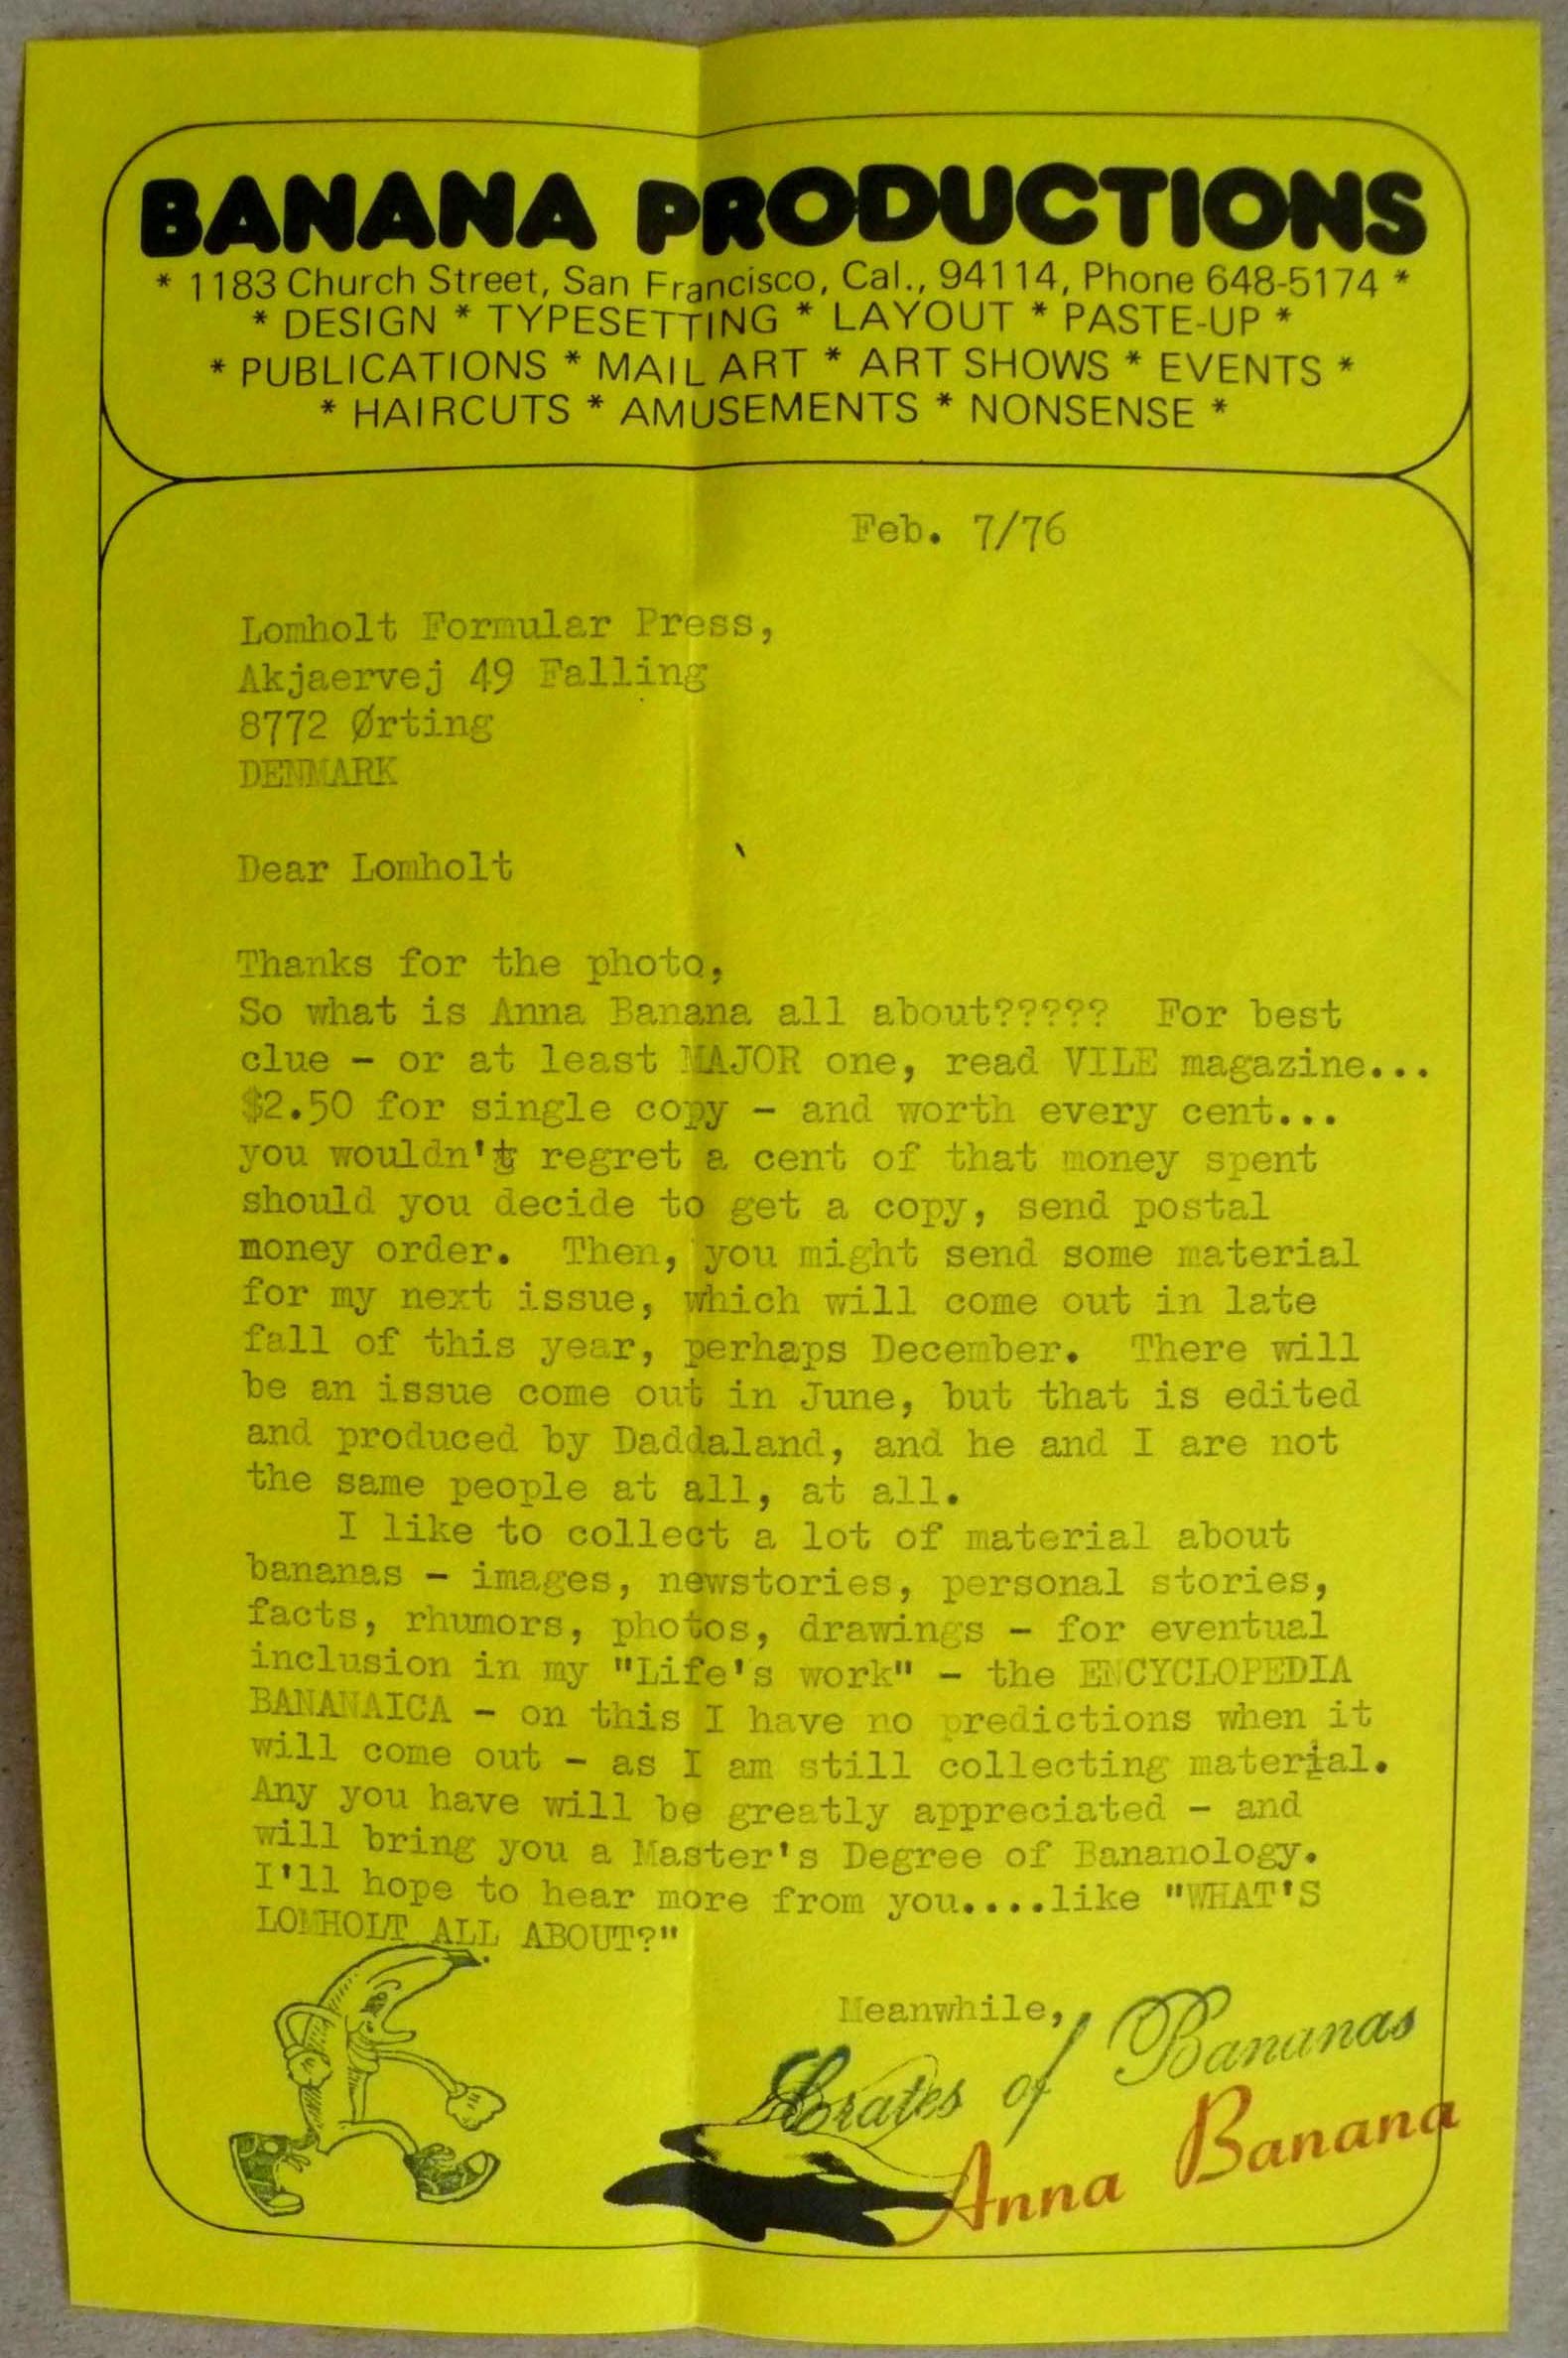 BANANA PRODUCTIONS
* 1183 Church Street, San Francisco, Cal., 94114, Phone 648-5174 *
* DESIGN * TYPESETTING * LAYOUT * PASTE-UP *
* PUBLICATIONS * MAIL ART * ART SHOWS * EVENTS *
* HAIRCUTS * AMUSEMENTS * NONSENSE *
Feb. 7/76
Lomholt Formular Press,
Akjaervej 49 Falling
8772 Ørting
DENMARK
Dear Lomholt
Thanks for the photo,
So what is Anna Banana all about????? For best
clue - or at least MAJOR one, read VILE magazine...
$2.50 for single copy - and worth every cent...
you wouldn't regret a cent of that money spent
should you decide to get a copy, send postal
money order. Then, you might send some material
for my next issue, which will come out in late
fall of this year, perhaps December. There will
be an issue come out in June, but that is edited
and produced by Daddaland, and he and I are not
the same people at all, at all.
I like to collect a lot of material about
bananas - images, newstories, personal stories,
facts, rhumors, photos, drawings - for eventual
inclusion in my "Life's work" - the ENCYCLOPEDIA
BANANAICA - on this I have no predictions when it
will come out - as I am still collecting material.
Any you have will be greatly appreciated - and
will bring you a Master's Degree of Bananology.
I'll hope to hear more from you....like "WHAT'S
LOMHOLT ALL ABOUT?"
Meanwhile,
Crates of Bananas
Anna Banana